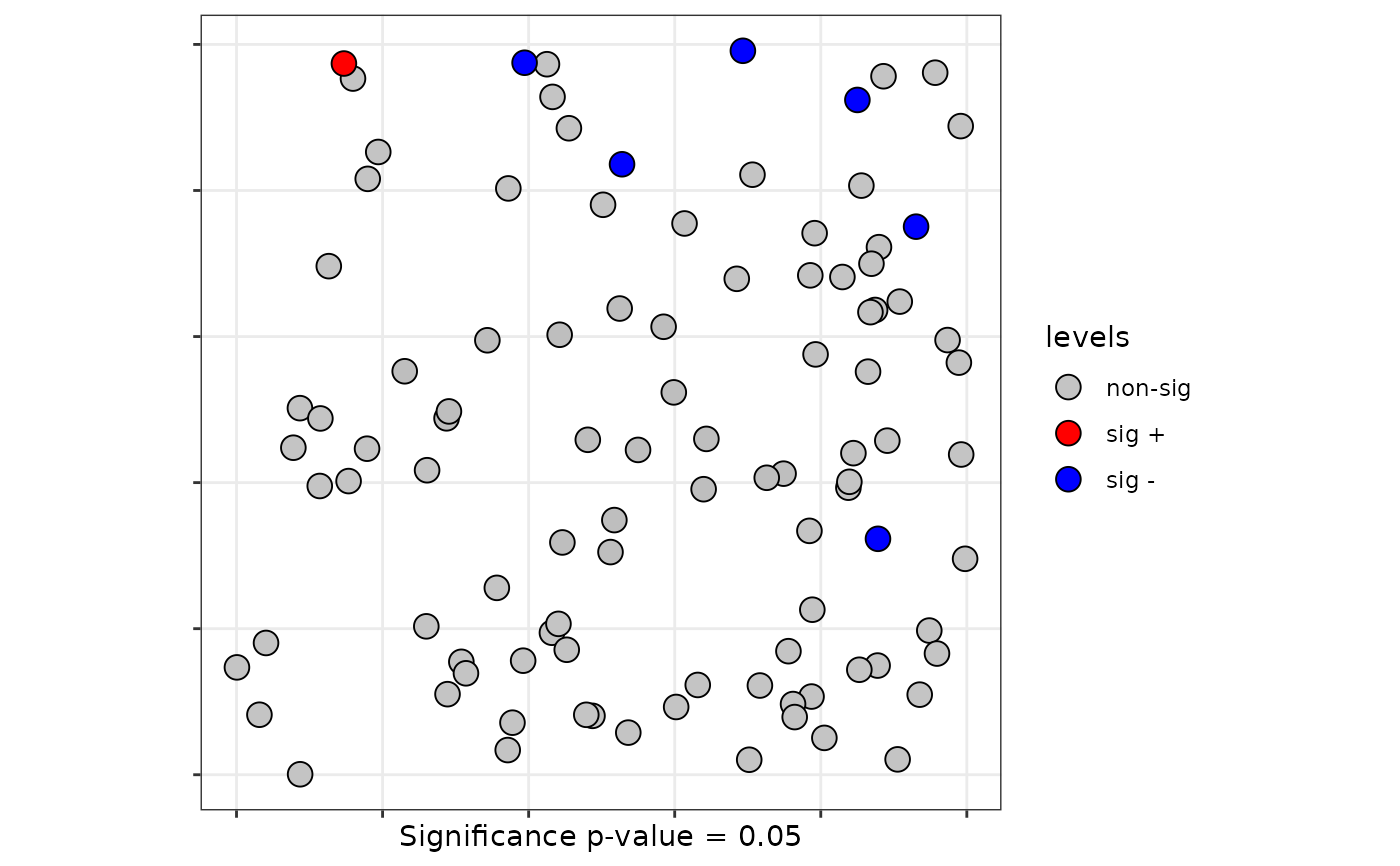 levels
non-sig
sig +
sig -
Significance p-value = 0.05